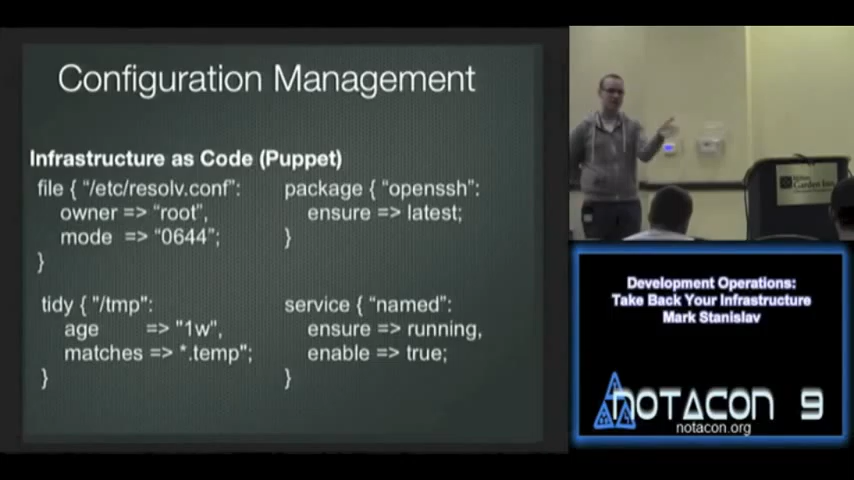 Configuration Management
Infrastructure as Code (Puppet)
file { “/etc/resolv.conf”:
owner => “root”,
mode => “0644”;
}
package { “openssh”:
ensure => latest;
}
tidy { "/tmp":
age => "1w",
matches => *.temp";
}
service { “named”:
ensure => running,
enable => true;
}
Garden Inn
Development Operations:
Take Back Your Infrastructure
Mark Stanislav
NOTACON 9
notacon.org